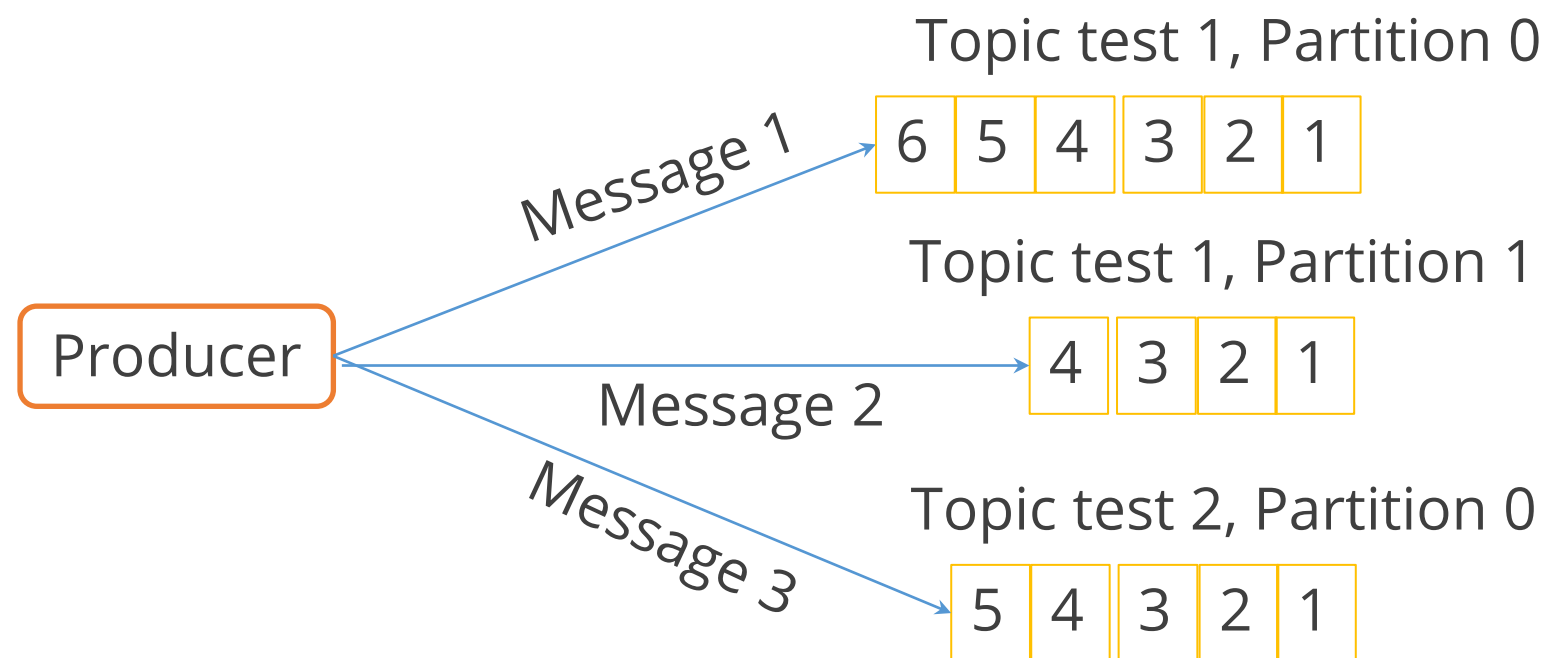 Topic test 1, Partition 0
6 5 4 3 2 1
Message 1
Topic test 1, Partition 1
Producer
4 3 2 1
Message 2
Message 3
Topic test 2, Partition 0
5 4 3 2 1